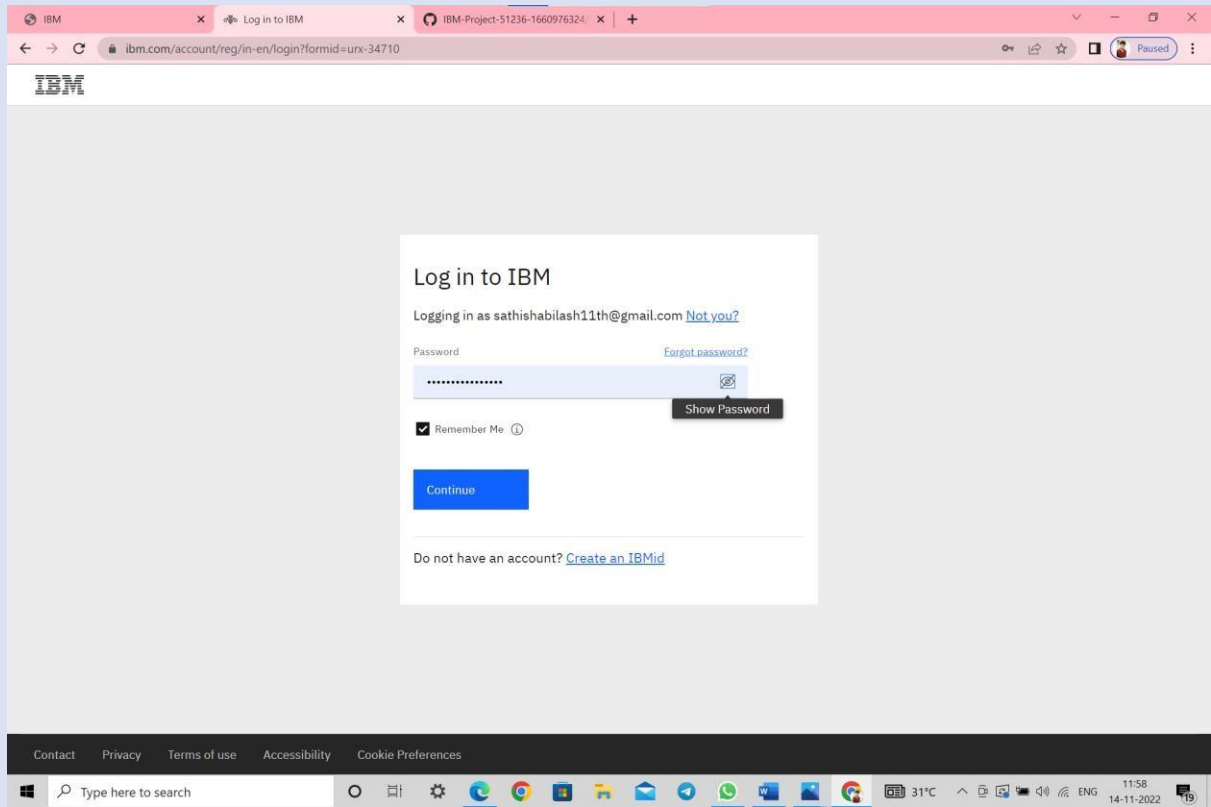 IBM
Log in to IBM
IBM-Project-51236-1660976324
ibm.com/account/reg/in-en/login?formid=urx-34710
Paused
IBM
Log in to IBM
Logging in as sathishabilash11th@gmail.com Not you?
Password Forgot password?
••••••••••••••••
Show Password
Remember Me
Continue
Do not have an account? Create an IBMid
Contact Privacy Terms of use Accessibility Cookie Preferences
Type here to search
31°C
ENG
11:58
14-11-2022
19